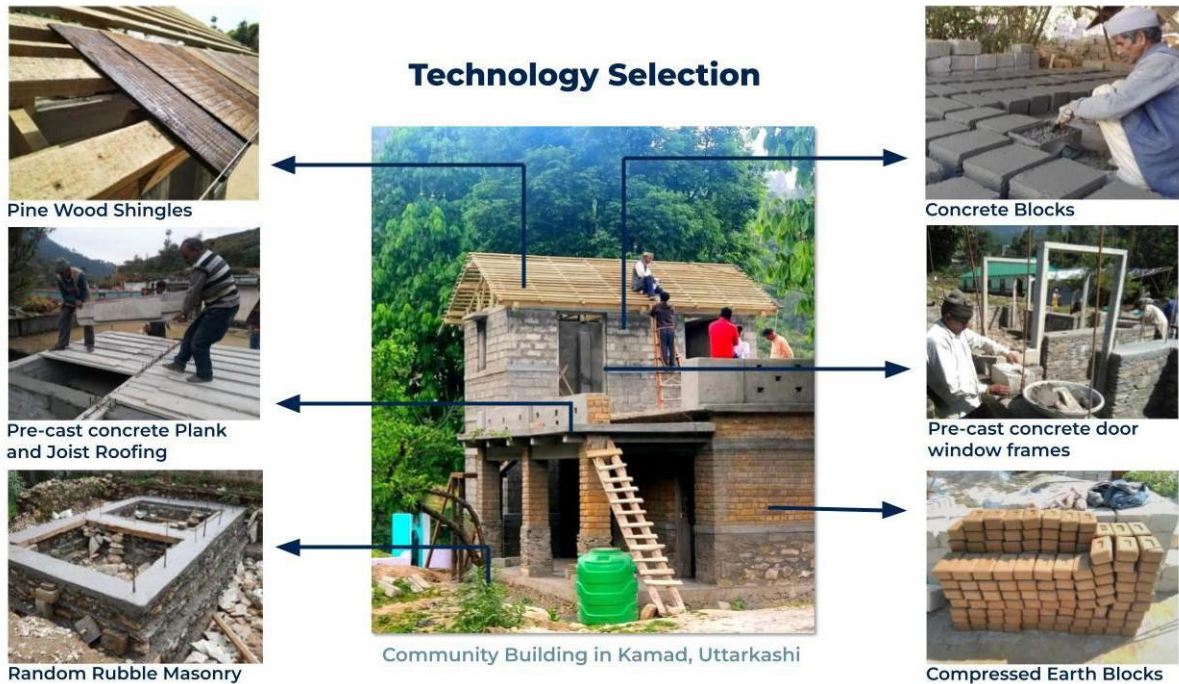 Technology Selection
Pine Wood Shingles
Concrete Blocks
Pre-cast concrete Plank
and Joist Roofing
Pre-cast concrete door
window frames
Random Rubble Masonry
Community Building in Kamad, Uttarkashi
Compressed Earth Blocks